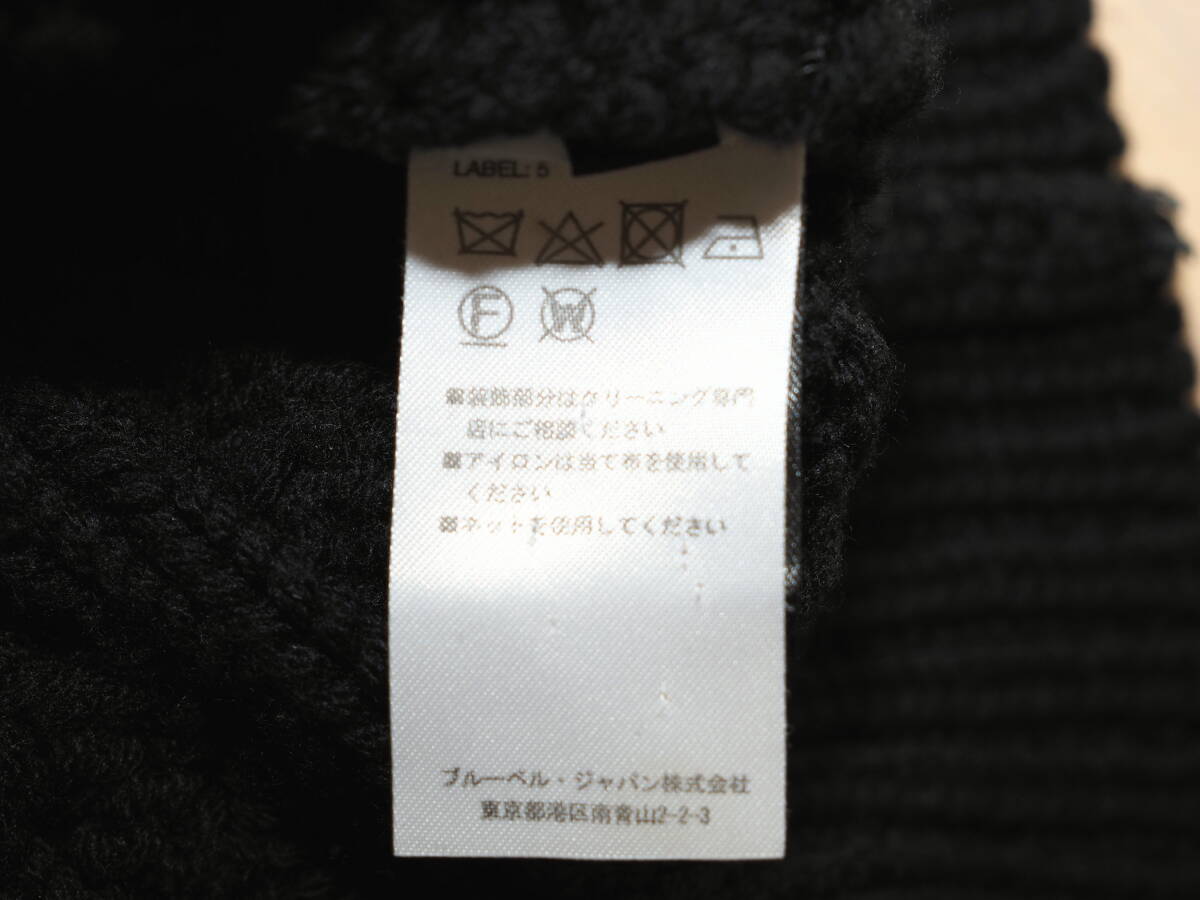 LABEL: 5
F W
※装飾部分はクリーニング専門
店にご相談ください
※アイロンは当て布を使用して
ください
※ネットを使用してください
ブルーベル・ジャパン株式会社
東京都港区南青山2-2-3